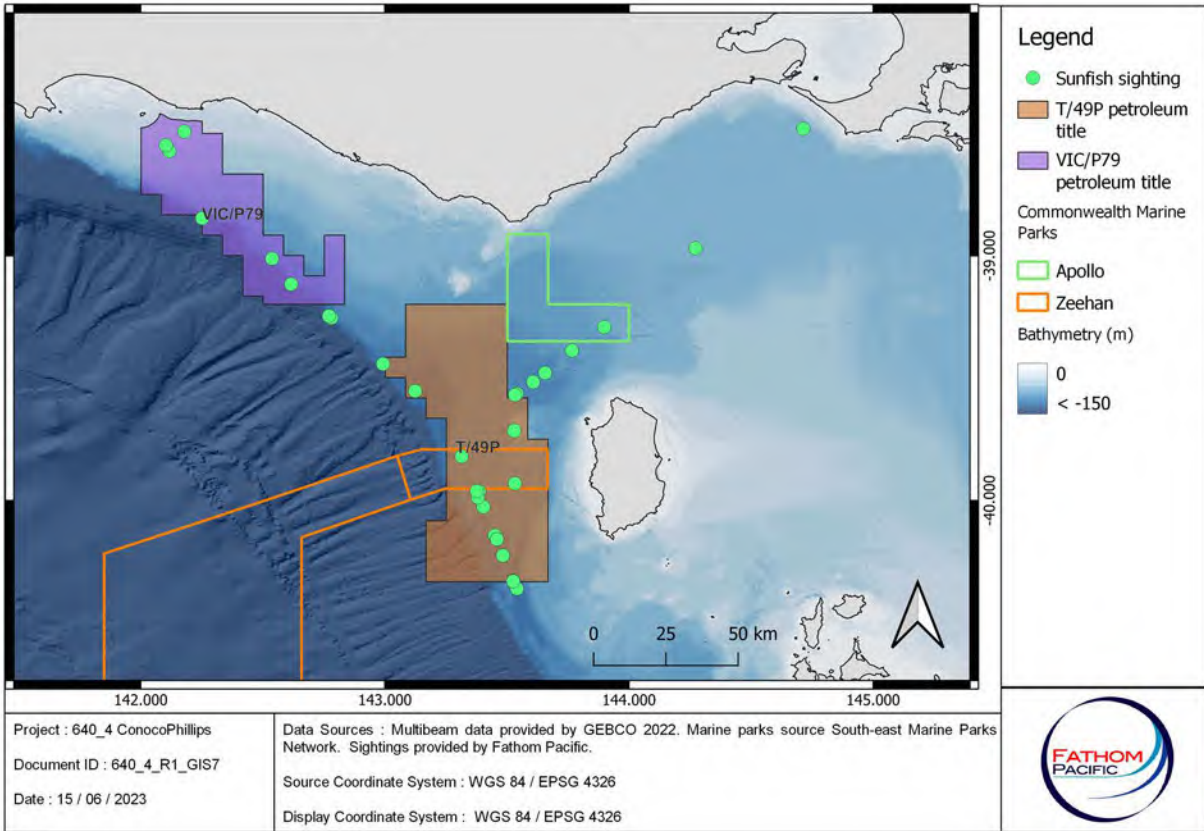 VIC/P79
T/49P
0 25 50 km
-39.000
-40.000
142.000 143.000 144.000 145.000
Legend
Sunfish sighting
T/49P petroleum
title
VIC/P79
petroleum title
Commonwealth Marine
Parks
Apollo
Zeehan
Bathymetry (m)
0
< -150
Project : 640_4 ConocoPhillips
Document ID : 640_4_R1_GIS7
Date : 15 / 06 / 2023
Data Sources : Multibeam data provided by GEBCO 2022. Marine parks source South-east Marine Parks
Network. Sightings provided by Fathom Pacific.
Source Coordinate System : WGS 84 / EPSG 4326
Display Coordinate System : WGS 84 / EPSG 4326
FATHOM
PACIFIC